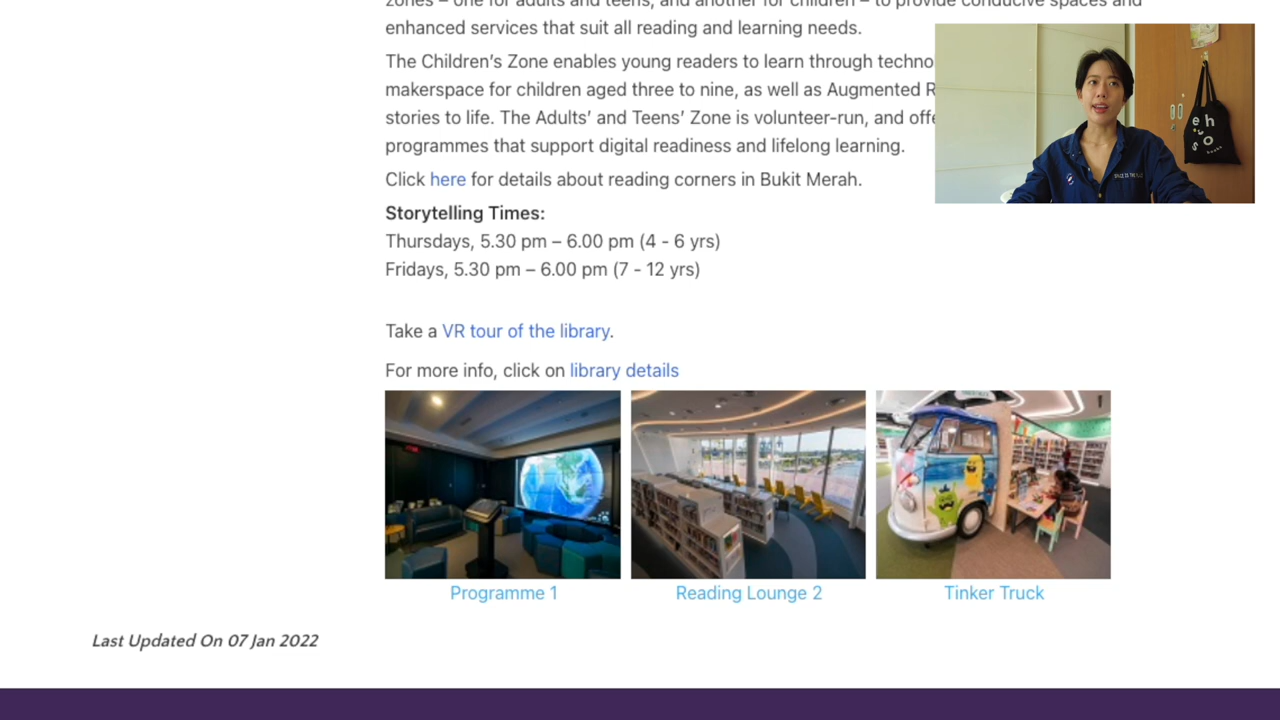 zones – one for adults and teens, and another for children – to provide conducive spaces and
enhanced services that suit all reading and learning needs.
The Children's Zone enables young readers to learn through techno
makerspace for children aged three to nine, as well as Augmented R
stories to life. The Adults' and Teens' Zone is volunteer-run, and offe
programmes that support digital readiness and lifelong learning.
Click here for details about reading corners in Bukit Merah.
Storytelling Times:
Thursdays, 5.30 pm – 6.00 pm (4 - 6 yrs)
Fridays, 5.30 pm – 6.00 pm (7 - 12 yrs)
Take a VR tour of the library.
For more info, click on library details
Programme 1
Reading Lounge 2
Tinker Truck
Last Updated On 07 Jan 2022